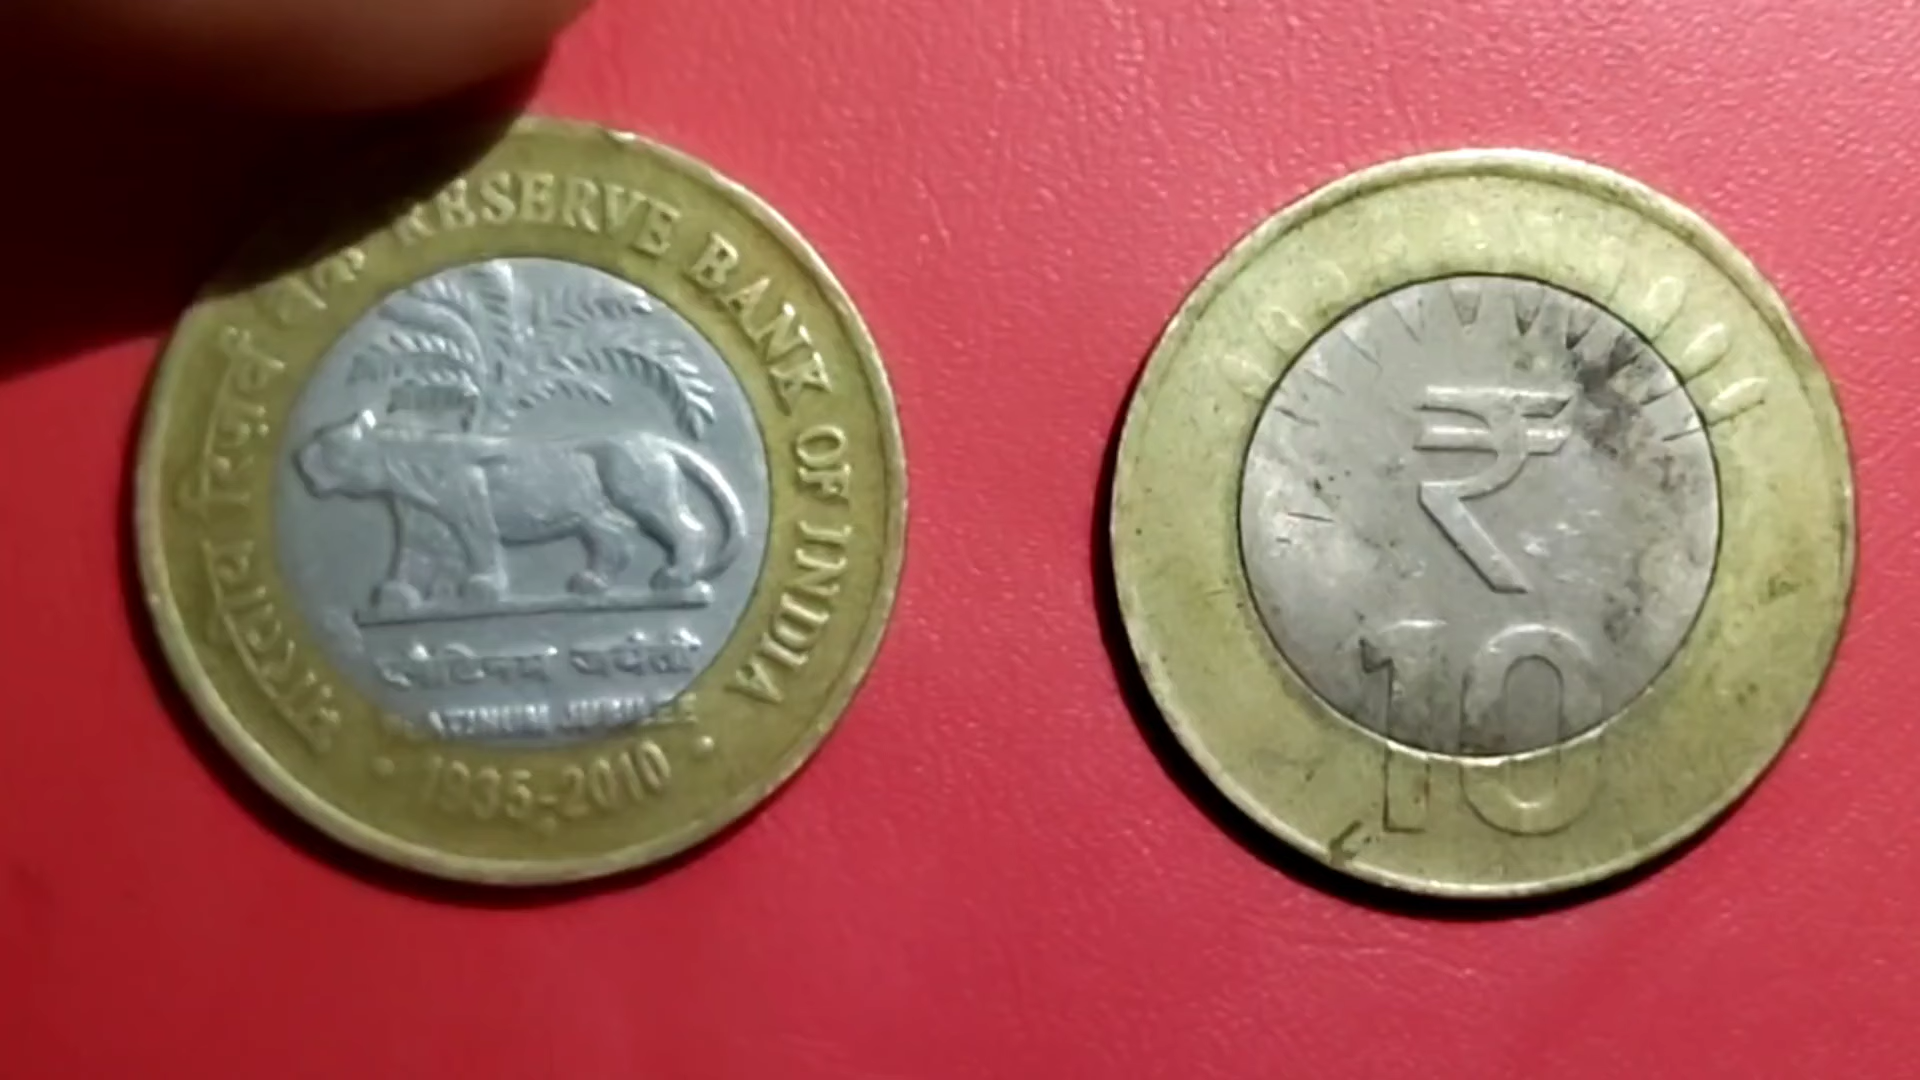 भारतीय रिज़र्व बैंक RESERVE BANK OF INDIA
प्लेटिनम जयंती
PLATINUM JUBILEE
1935-2010
₹
10